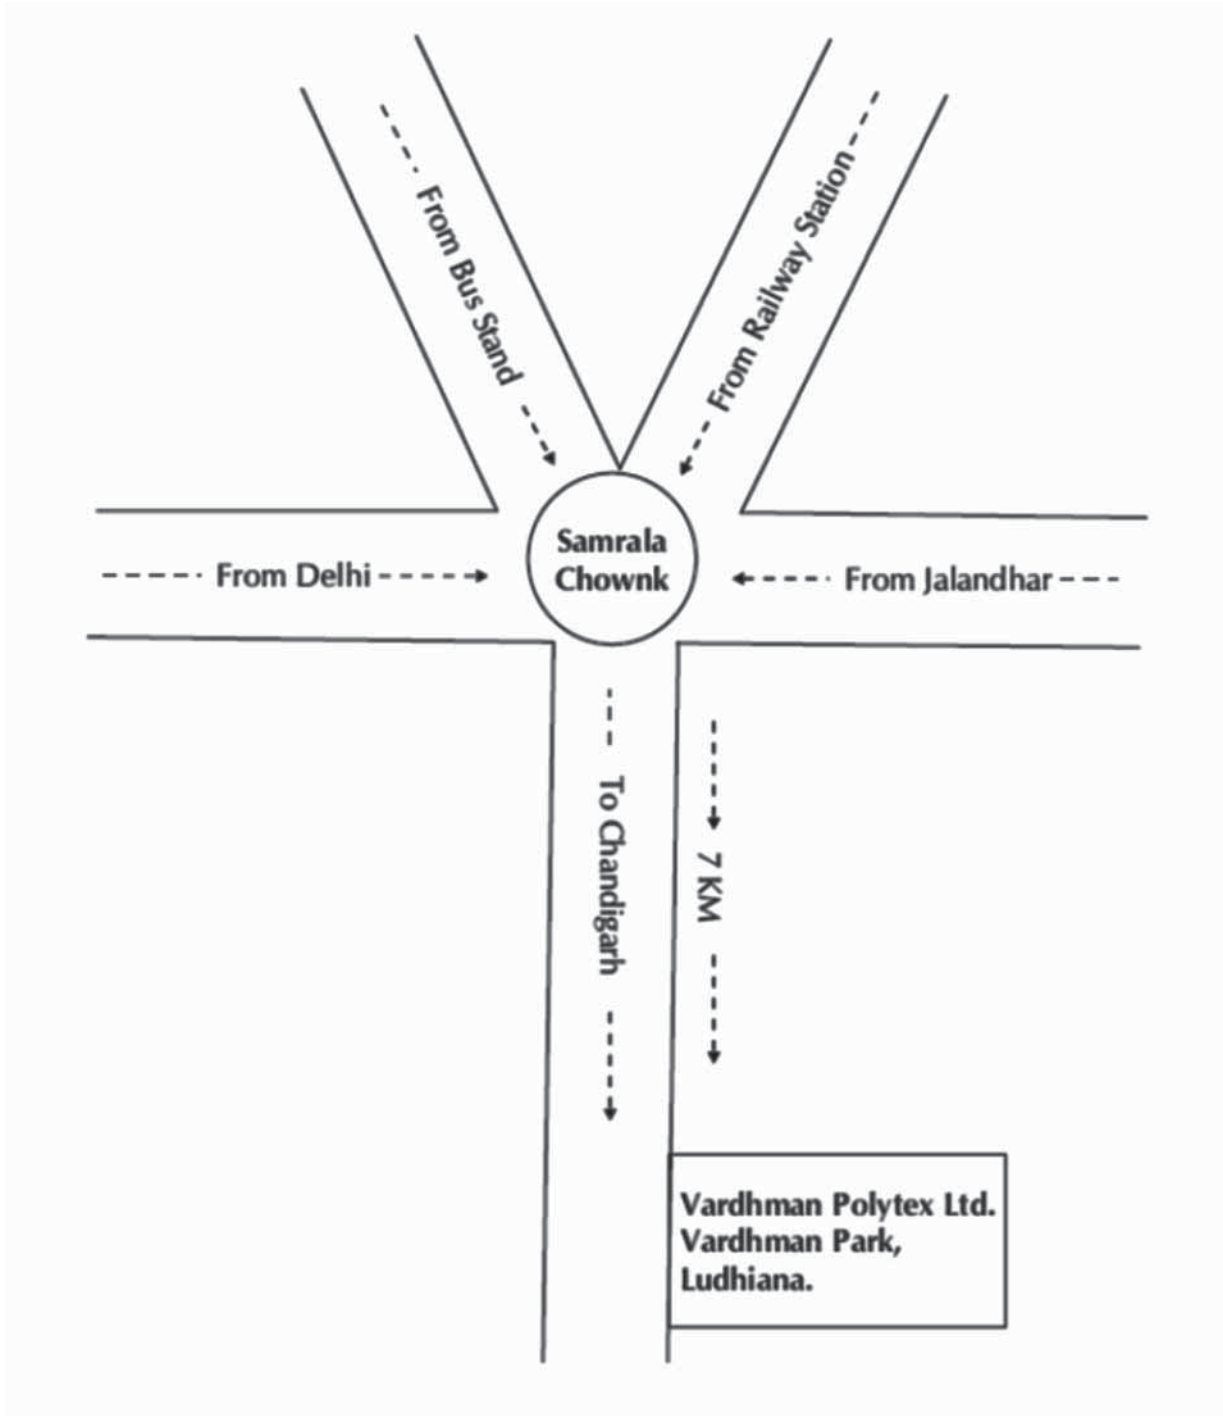 From Bus Stand
From Railway Station
Samrala
Chownk
From Delhi
From Jalandhar
To Chandigarh
7 KM
Vardhman Polytex Ltd.
Vardhman Park,
Ludhiana.